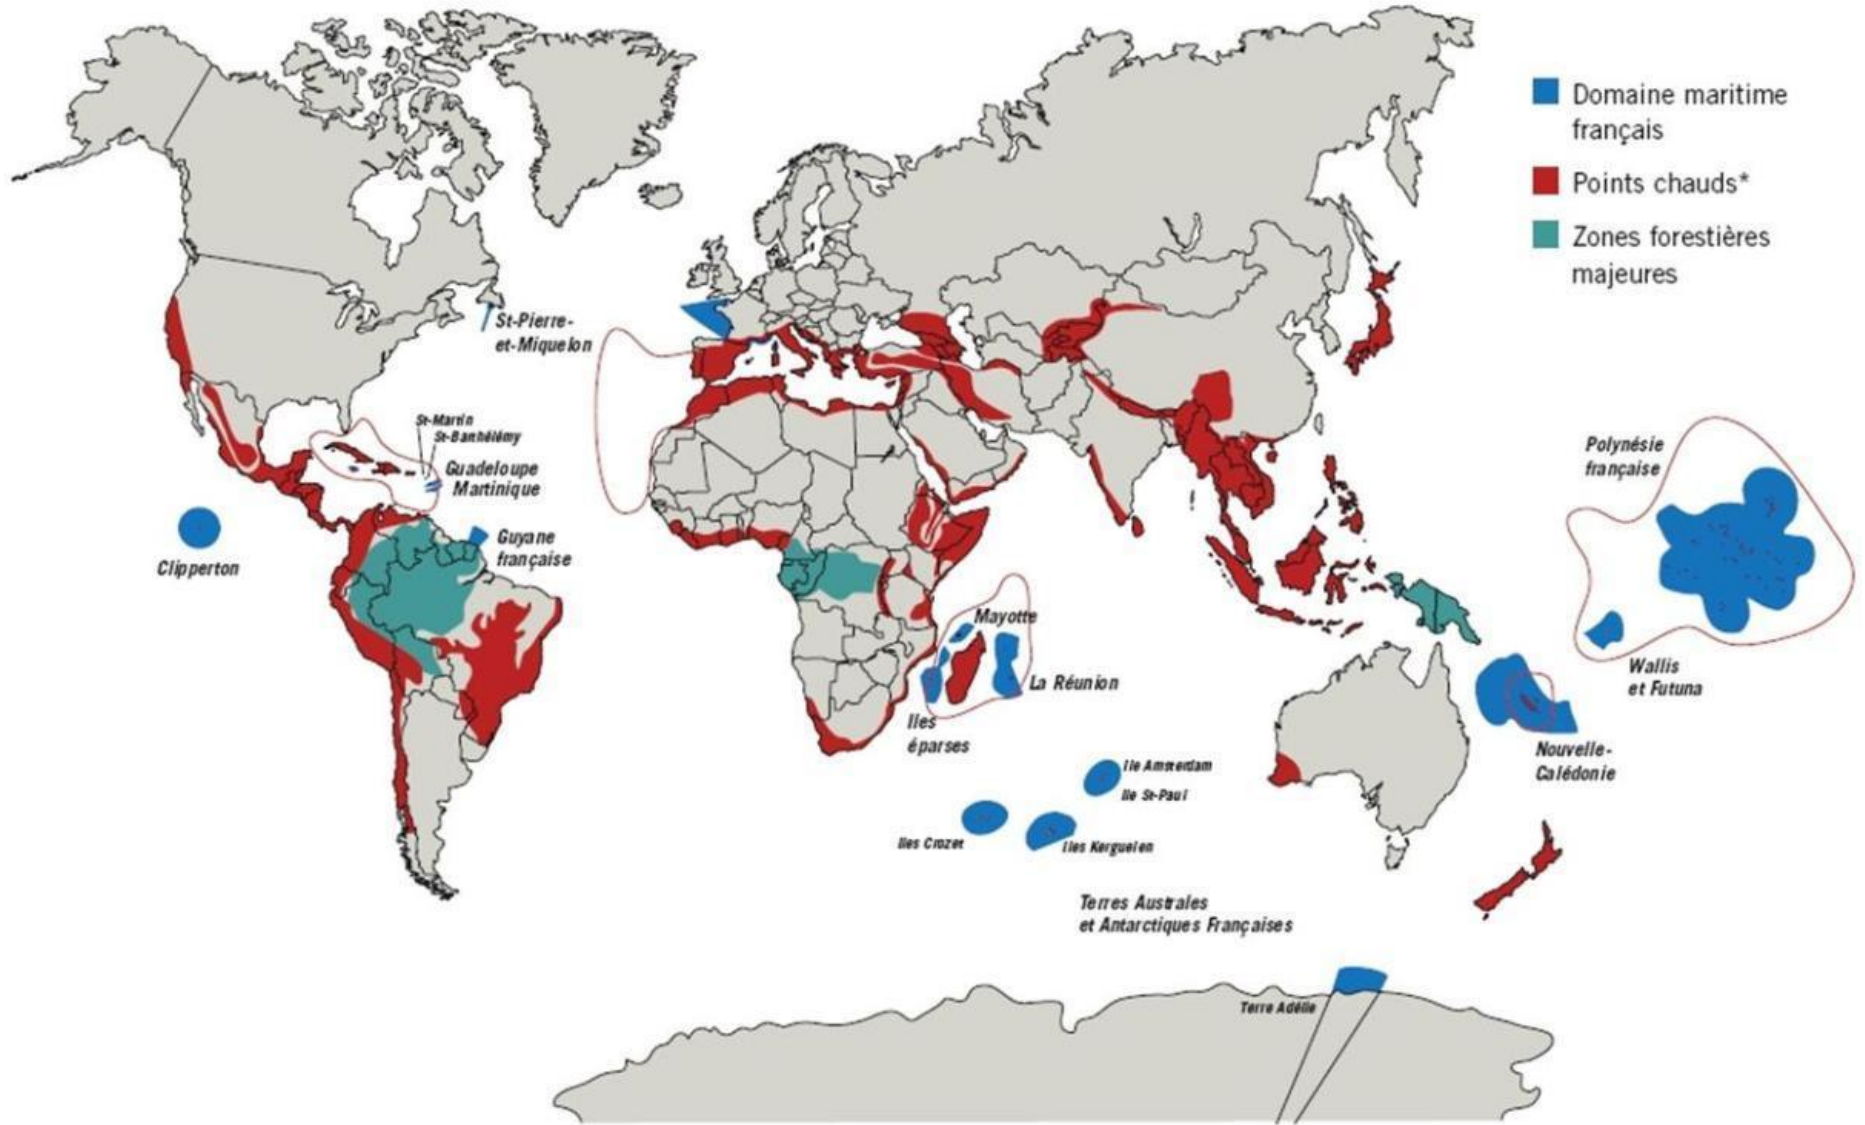 Domaine maritime
français
Points chauds*
Zones forestières
majeures
St-Pierre-
et-Miquelon
St-Martin
St-Barthélémy
Guadeloupe
Martinique
Clipperton
Guyane
française
Polynésie
française
Mayotte
La Réunion
Iles
éparses
Wallis
et Futuna
Nouvelle-
Calédonie
Ile Amsterdam
Ile St-Paul
Iles Crozet
Iles Kerguelen
Terres Australes
et Antarctiques Françaises
Terre Adélie